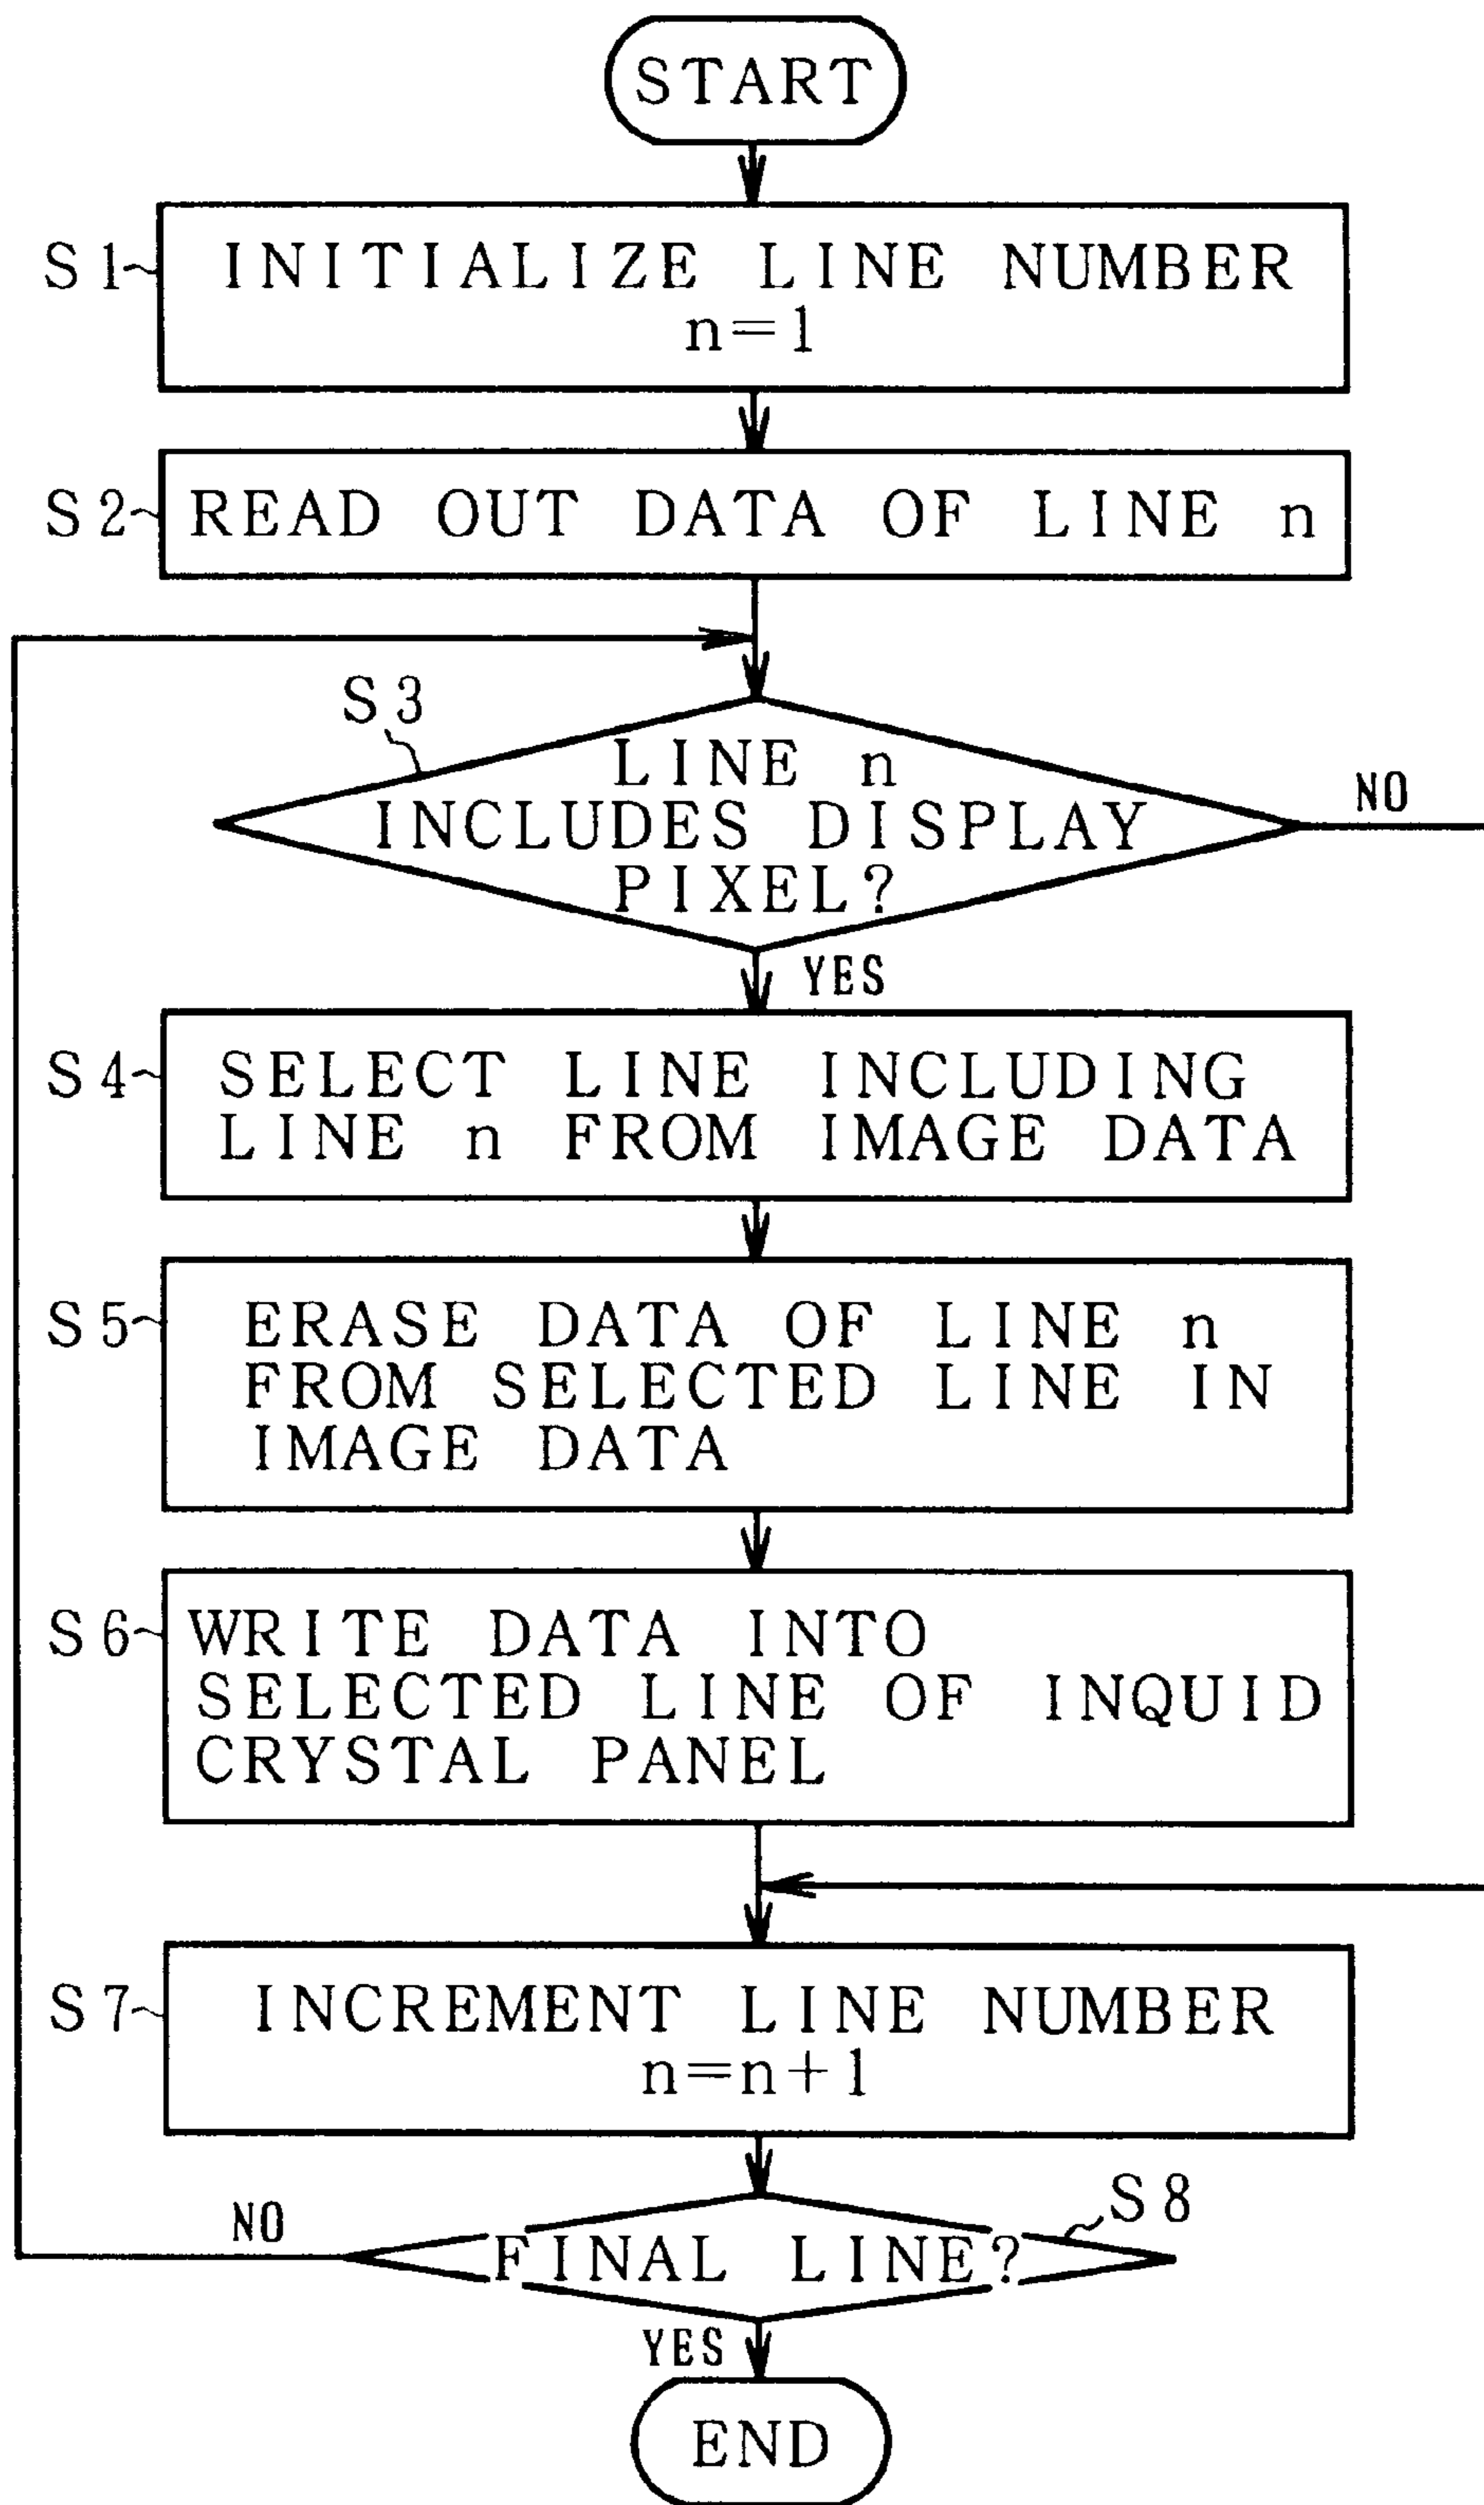 START
S1
INITIALIZE LINE NUMBER
n=1
S2
READ OUT DATA OF LINE n
S3
LINE n
INCLUDES DISPLAY
PIXEL?
NO
YES
S4
SELECT LINE INCLUDING
LINE n FROM IMAGE DATA
S5
ERASE DATA OF LINE n
FROM SELECTED LINE IN
IMAGE DATA
S6
WRITE DATA INTO
SELECTED LINE OF INQUID
CRYSTAL PANEL
S7
INCREMENT LINE NUMBER
n=n+1
S8
NO
FINAL LINE?
YES
END